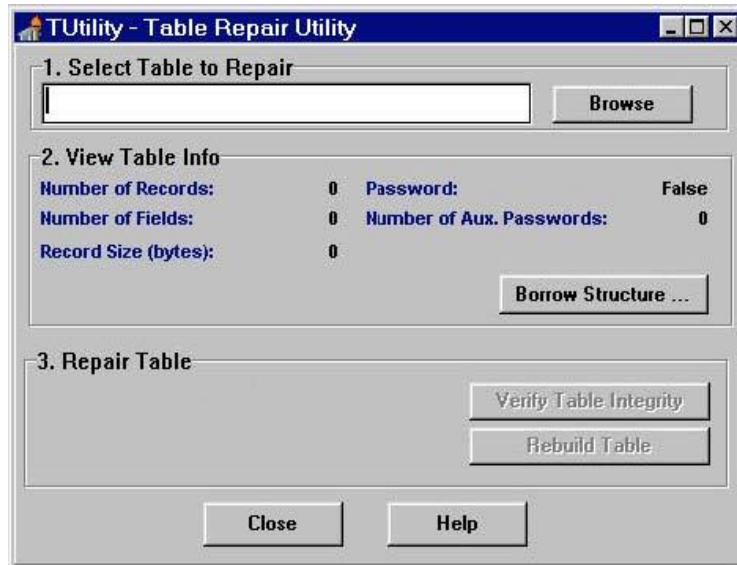 TUtility - Table Repair Utility
1. Select Table to Repair
Browse
2. View Table Info
Number of Records: 0 Password: False
Number of Fields: 0 Number of Aux. Passwords: 0
Record Size (bytes): 0
Borrow Structure ...
3. Repair Table
Verify Table Integrity
Rebuild Table
Close Help